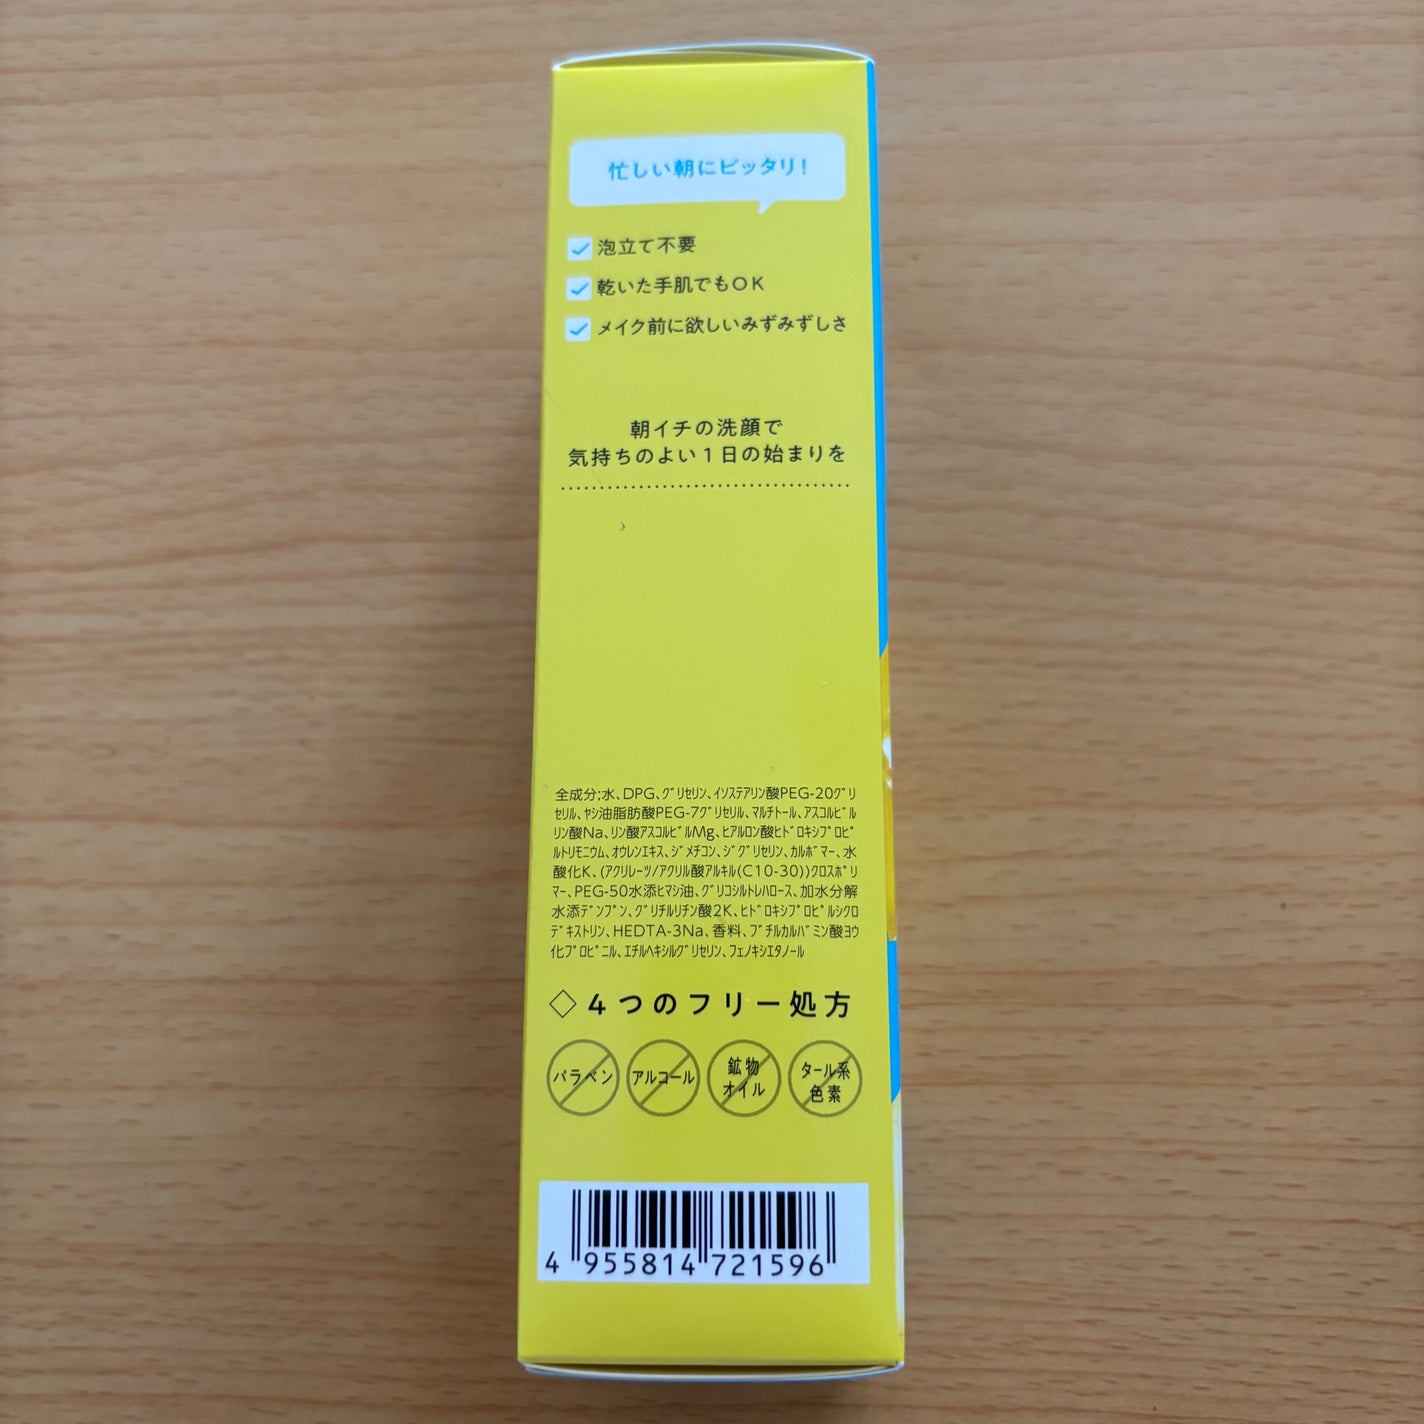 忙しい朝にピッタリ!
泡立て不要
乾いた手肌でもOK
メイク前に欲しいみずみずしさ
朝イチの洗顔で
気持ちのよい1日の始まりを
全成分;水、DPG、グリセリン、イソステアリン酸PEG-20グリ
セリル、ヤシ油脂肪酸PEG-7グリセリル、マルチトール、アスコルビル
リン酸Na、リン酸アスコルビルMg、ヒアルロン酸ヒドロキシプロピ
ルトリモニウム、オウレンエキス、ジメチコン、ジグリセリン、カルボマー、水
酸化K、(アクリレーツ/アクリル酸アルキル(C10-30))クロスポリ
マー、PEG-50水添ヒマシ油、グリコシルトレハロース、加水分解
水添デンプン、グリチルリチン酸2K、ヒドロキシプロピルシクロ
デキストリン、HEDTA-3Na、香料、ブチルカルバミン酸ヨウ
化プロピニル、エチルヘキシルグリセリン、フェノキシエタノール
◇4つのフリー処方
パラベン
アルコール
鉱物
オイル
タール系
色素
4 955814 721596